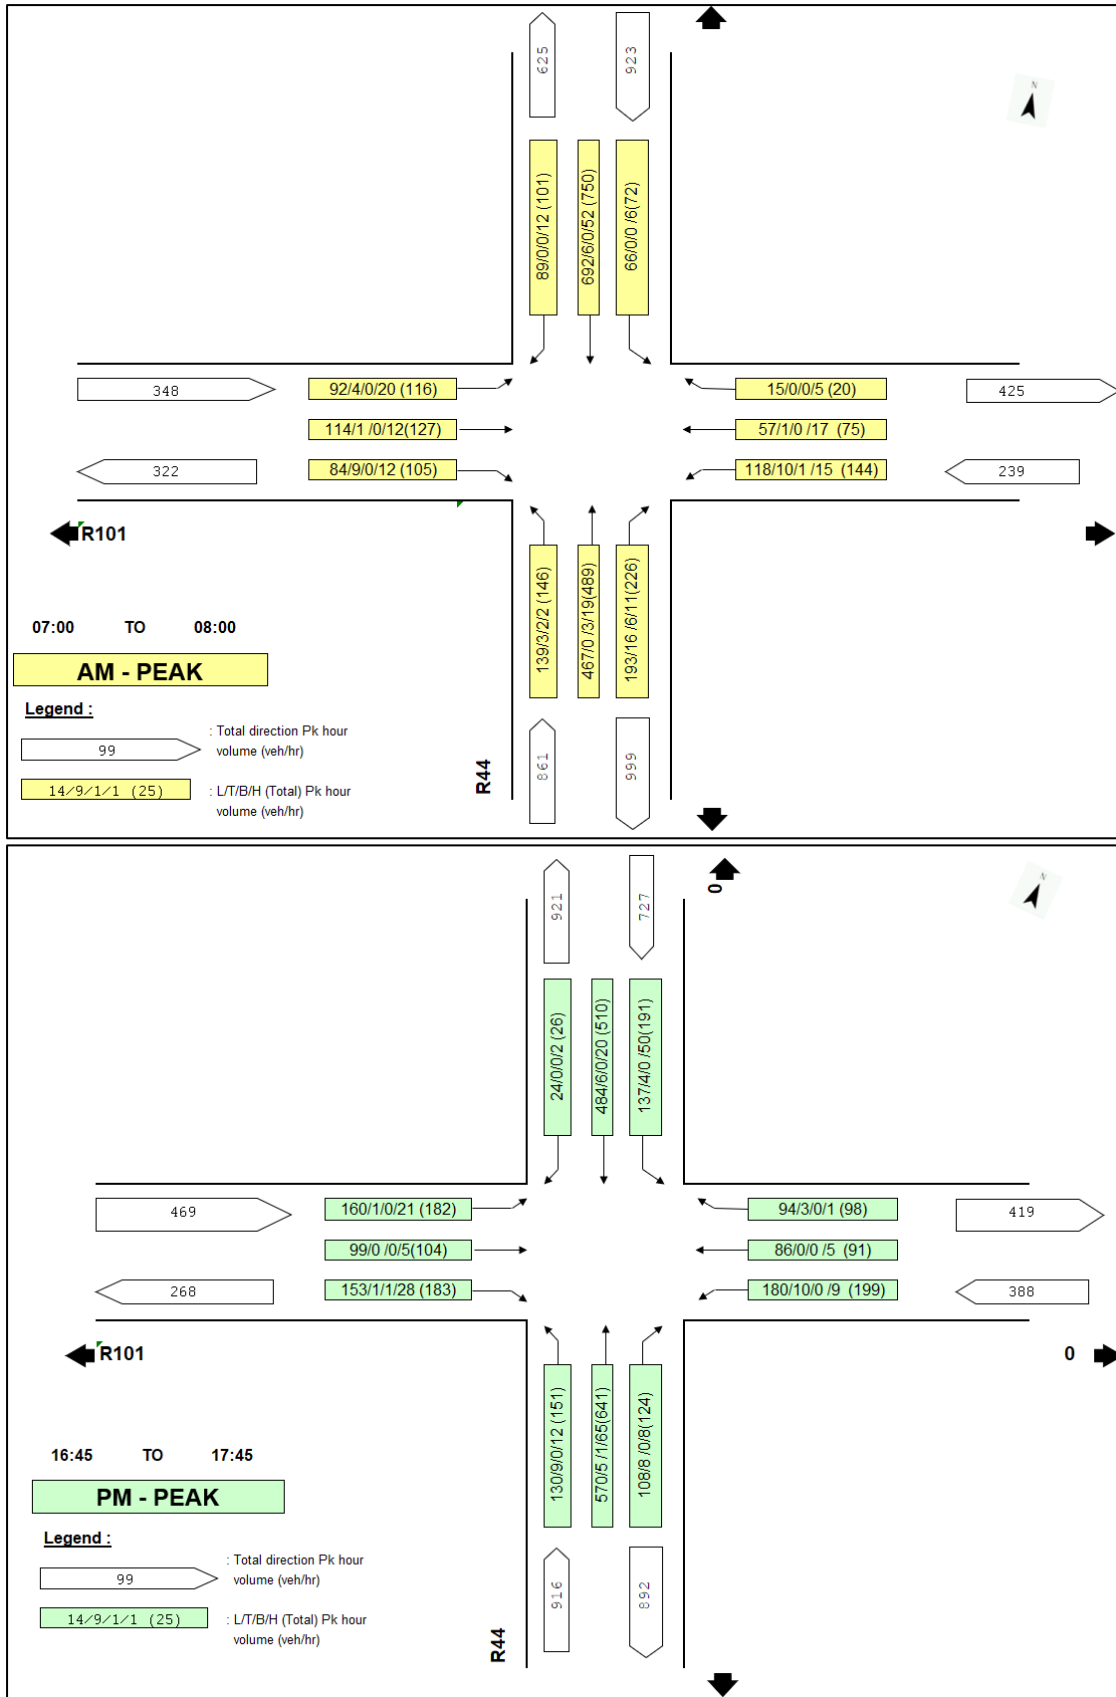 625
923
N
89/0/0/12 (101)
692/6/0/52 (750)
66/0/0 /6(72)
348
92/4/0/20 (116)
15/0/0/5 (20)
425
114/1 /0/12(127)
57/1/0 /17 (75)
322
84/9/0/12 (105)
118/10/1 /15 (144)
239
R101
139/3/2/2 (146)
467/0 /3/19(489)
193/16 /6/11(226)
07:00 TO 08:00
AM - PEAK
Legend :
99
: Total direction Pk hour
volume (veh/hr)
14/9/1/1 (25)
: L/T/B/H (Total) Pk hour
volume (veh/hr)
R44
861
999
921
727
0
N
24/0/0/2 (26)
484/6/0/20 (510)
137/4/0 /50(191)
469
160/1/0/21 (182)
94/3/0/1 (98)
419
99/0 /0/5(104)
86/0/0 /5 (91)
268
153/1/1/28 (183)
180/10/0 /9 (199)
388
R101
0
130/9/0/12 (151)
570/5 /1/65(641)
108/8 /0/8(124)
16:45 TO 17:45
PM - PEAK
Legend :
99
: Total direction Pk hour
volume (veh/hr)
14/9/1/1 (25)
: L/T/B/H (Total) Pk hour
volume (veh/hr)
R44
916
892